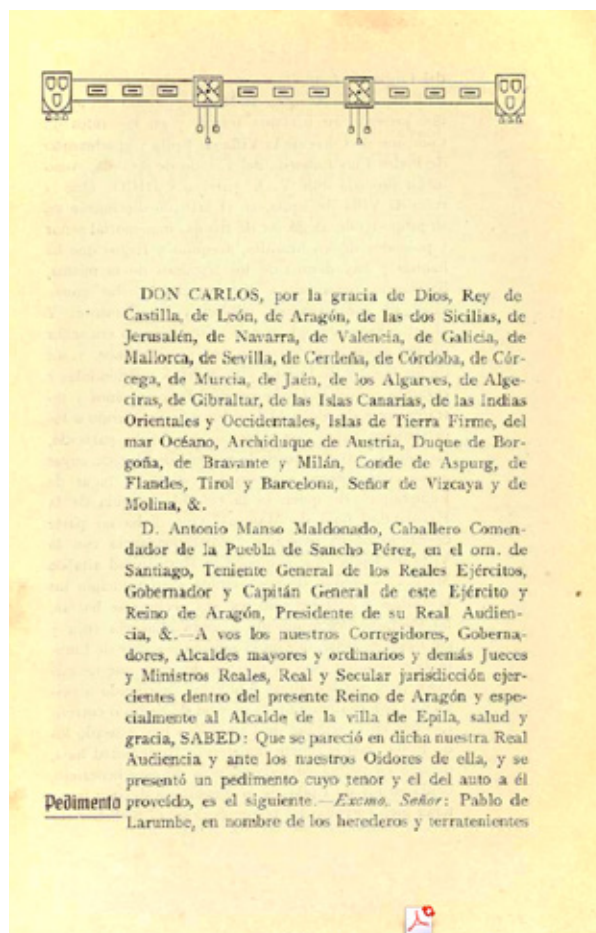 DON CARLOS, por la gracia de Dios, Rey de
Castilla, de León, de Aragón, de las dos Sicilias, de
Jerusalén, de Navarra, de Valencia, de Galicia, de
Mallorca, de Sevilla, de Cerdeña, de Córdoba, de Cór-
cega, de Murcia, de Jaén, de los Algarves, de Alge-
ciras, de Gibraltar, de las Islas Canarias, de las Indias
Orientales y Occidentales, Islas de Tierra Firme, del
mar Océano, Archiduque de Austria, Duque de Bor-
goña, de Bravante y Milán, Conde de Aspurg, de
Flandes, Tirol y Barcelona, Señor de Vizcaya y de
Molina, &.
D. Antonio Manso Maldonado, Caballero Comen-
dador de la Puebla de Sancho Pérez, en el orn. de
Santiago, Teniente General de los Reales Ejércitos,
Gobernador y Capitán General de este Ejército y
Reino de Aragón, Presidente de su Real Audien-
cia, &.—A vos los nuestros Corregidores, Goberna-
dores, Alcaldes mayores y ordinarios y demás Jueces
y Ministros Reales, Real y Secular jurisdicción ejer-
cientes dentro del presente Reino de Aragón y espe-
cialmente al Alcalde de la villa de Epila, salud y
gracia, SABED: Que se pareció en dicha nuestra Real
Audiencia y ante los nuestros Oidores de ella, y se
presentó un pedimento cuyo tenor y el del auto a él
Pedimento proveído, es el siguiente.—Excmo. Señor: Pablo de
Larumbe, en nombre de los herederos y terratenientes